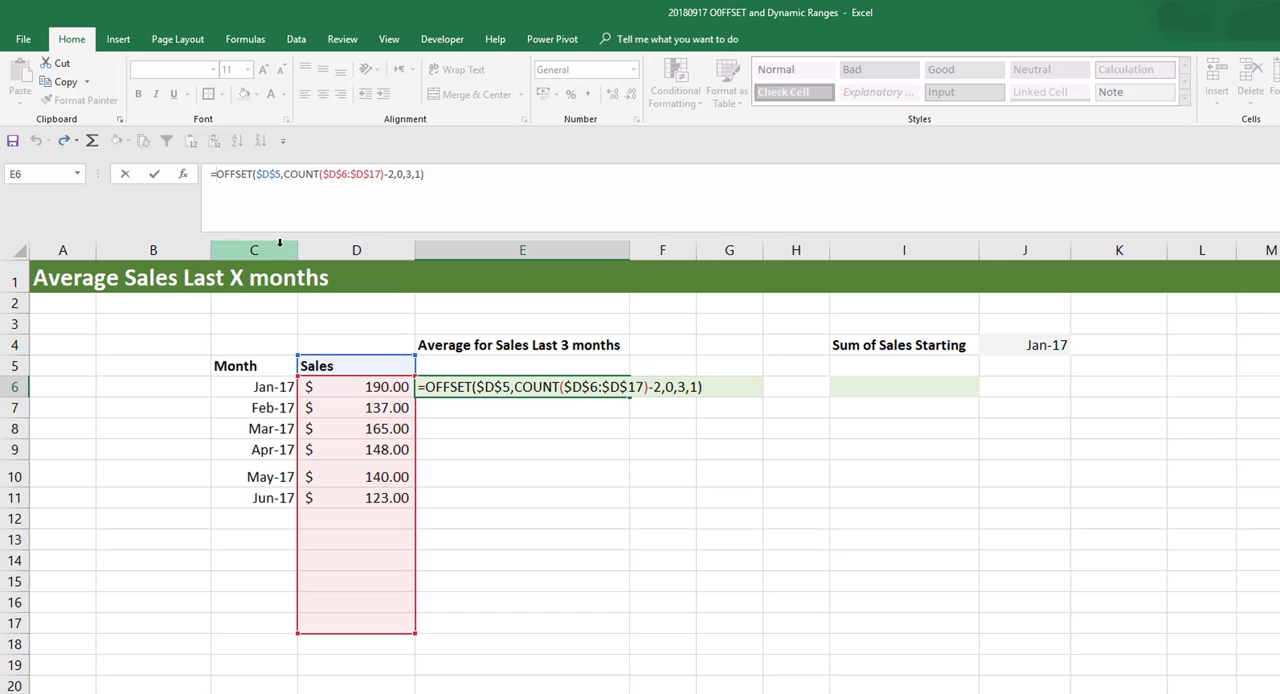 20180917 O0FFSET and Dynamic Ranges - Excel
File Home Insert Page Layout Formulas Data Review View Developer Help Power Pivot Tell me what you want to do
Cut
Copy
Format Painter
Paste
Clipboard
11
B I U
Font
Wrap Text
Merge & Center
Alignment
General
Number
Conditional Formatting
Format as Table
Normal Bad Good Neutral Calculation
Check Cell Explanatory ... Input Linked Cell Note
Styles
Insert Delete Fo
Cells
E6 fx =OFFSET($D$5,COUNT($D$6:$D$17)-2,0,3,1)
A B C D E F G H I J K L M
1 Average Sales Last X months
2
3
4 Average for Sales Last 3 months Sum of Sales Starting Jan-17
5 Month Sales
6 Jan-17 $ 190.00 =OFFSET($D$5,COUNT($D$6:$D$17)-2,0,3,1)
7 Feb-17 $ 137.00
8 Mar-17 $ 165.00
9 Apr-17 $ 148.00
10 May-17 $ 140.00
11 Jun-17 $ 123.00
12
13
14
15
16
17
18
19
20